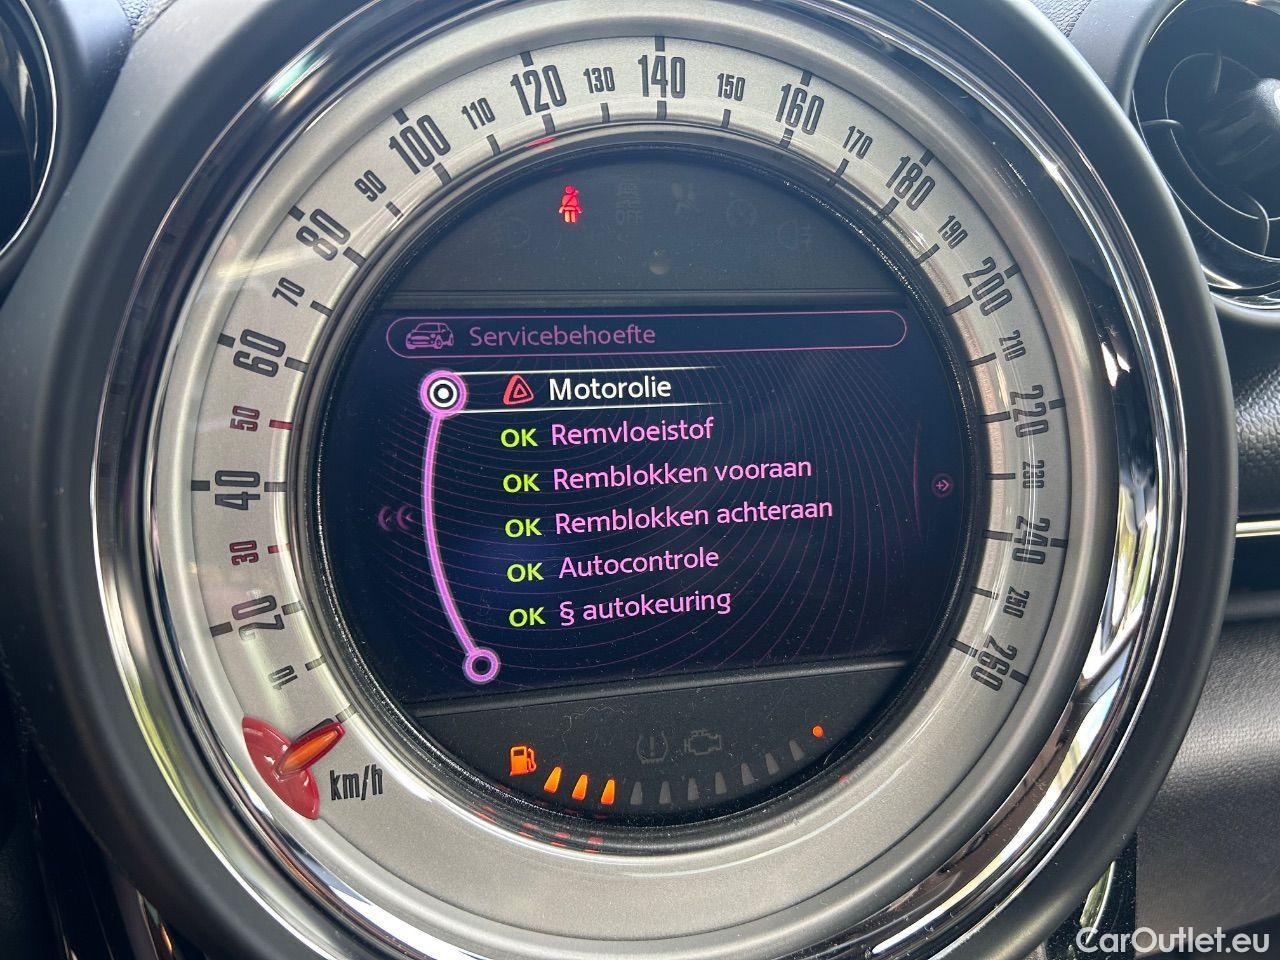 10
20
30
40
50
60
70
80
90
100
110
120
130
140
150
160
170
180
190
200
210
220
230
240
250
260
km/h
OFF
Servicebehoefte
Motorolie
OK Remvloeistof
OK Remblokken vooraan
OK Remblokken achteraan
OK Autocontrole
OK § autokeuring
CarOutlet.eu